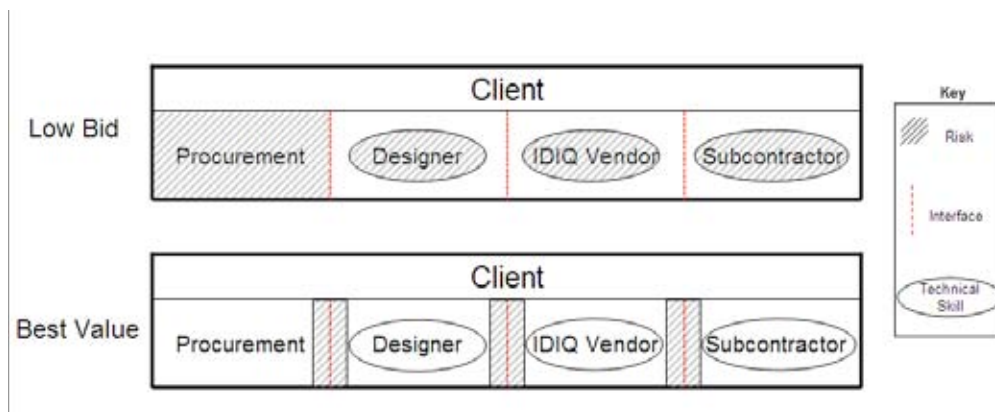 Client
Low Bid
Procurement
Designer
IDIQ Vendor
Subcontractor
Key
Risk
Interface
Technical
Skill
Client
Best Value
Procurement
Designer
IDIQ Vendor
Subcontractor